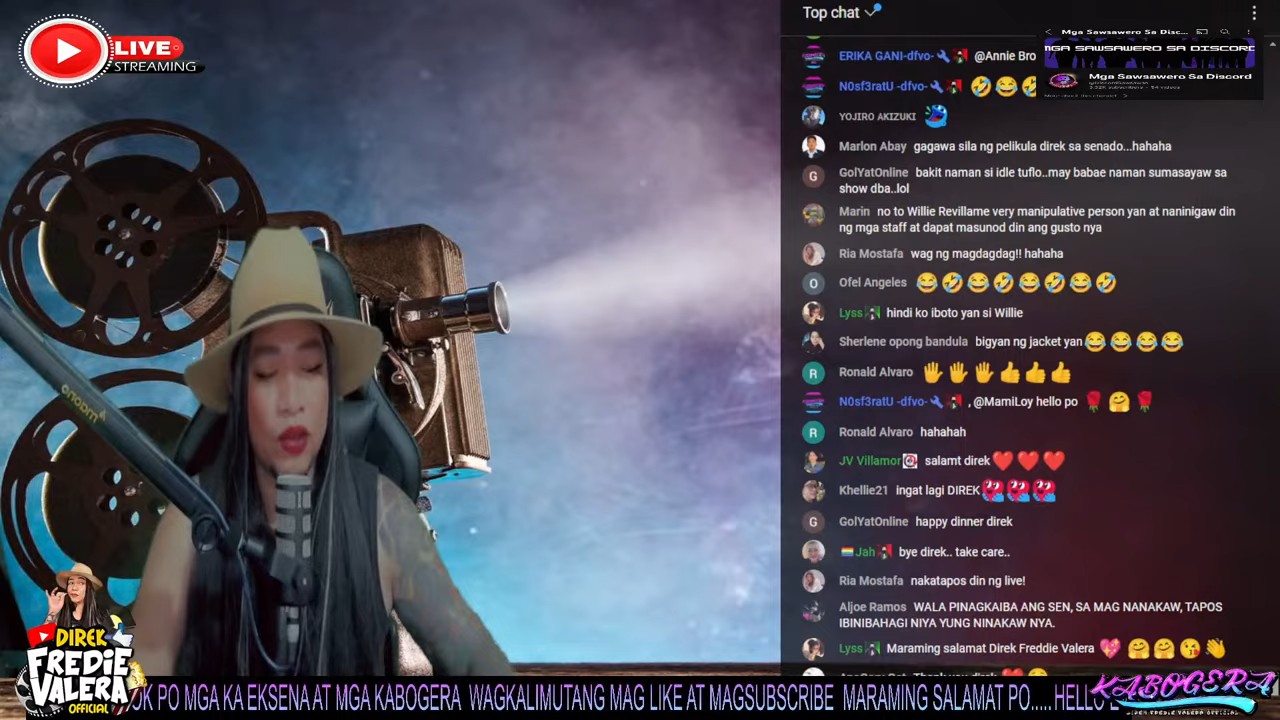 LIVE
STREAMING
Top chat
Mga Sawsawero Sa Disc...
MGA SAWSAWERO SA DISCORD
Mga Sawsawero Sa Discord
ERIKA GANI-dfvo- @Annie Bro
N0sf3ratU -dfvo- 🤣😂🤣
YOJIRO AKIZUKI
Marlon Abay gagawa sila ng pelikula direk sa senado...hahaha
GolYatOnline bakit naman si idle tuflo..may babae naman sumasayaw sa
show dba..lol
Marin no to Willie Revillame very manipulative person yan at naninigaw din
ng mga staff at dapat masunod din ang gusto nya
Ria Mostafa wag ng magdagdag!! hahaha
Ofel Angeles 😂🤣😂🤣😂🤣😂🤣
Lyss hindi ko iboto yan si Willie
Sherlene opong bandula bigyan ng jacket yan😂😂😂😂
Ronald Alvaro 🖐🖐🖐👍👍👍
N0sf3ratU -dfvo- , @MamiLoy hello po 🌹🤗🌹
Ronald Alvaro hahahah
JV Villamor salamt direk❤️❤️❤️
Khellie21 ingat lagi DIREK
GolYatOnline happy dinner direk
Jah bye direk.. take care..
Ria Mostafa nakatapos din ng live!
Aljoe Ramos WALA PINAGKAIBA ANG SEN, SA MAG NANAKAW, TAPOS
IBINIBAHAGI NIYA YUNG NINAKAW NYA.
Lyss Maraming salamat Direk Freddie Valera 💖🤗🤗😘👋
maono
DIREK
FREDIE
VALERA
OFFICIAL
OK PO MGA KA EKSENA AT MGA KABOGERA WAGKALIMUTANG MAG LIKE AT MAGSUBSCRIBE MARAMING SALAMAT PO.....HELLO
KABOGERA